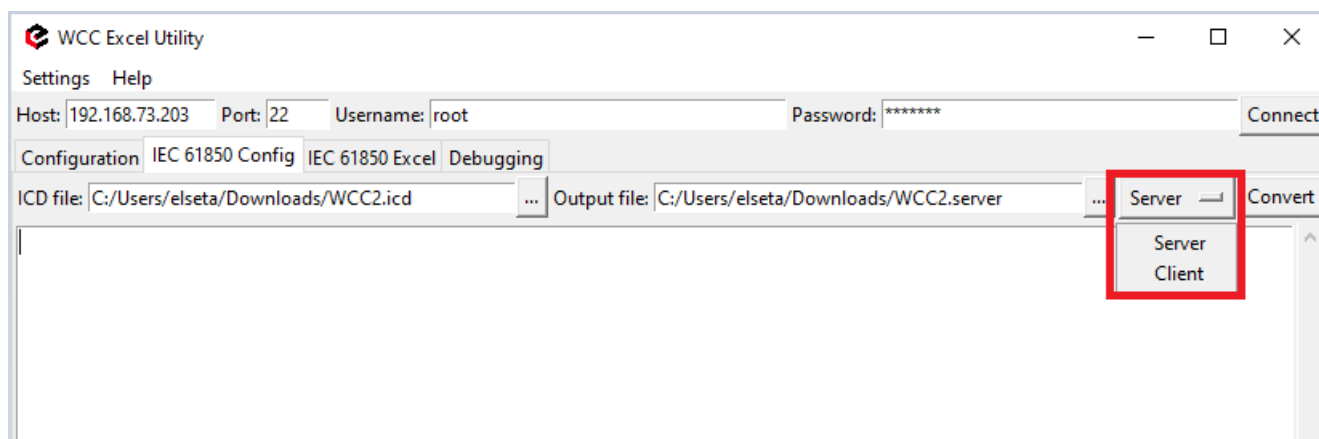 WCC Excel Utility
Settings Help
Host: 192.168.73.203 Port: 22 Username: root Password: ******* Connect
Configuration IEC 61850 Config IEC 61850 Excel Debugging
ICD file: C:/Users/elseta/Downloads/WCC2.icd ... Output file: C:/Users/elseta/Downloads/WCC2.server ... Server Convert
Server
Client